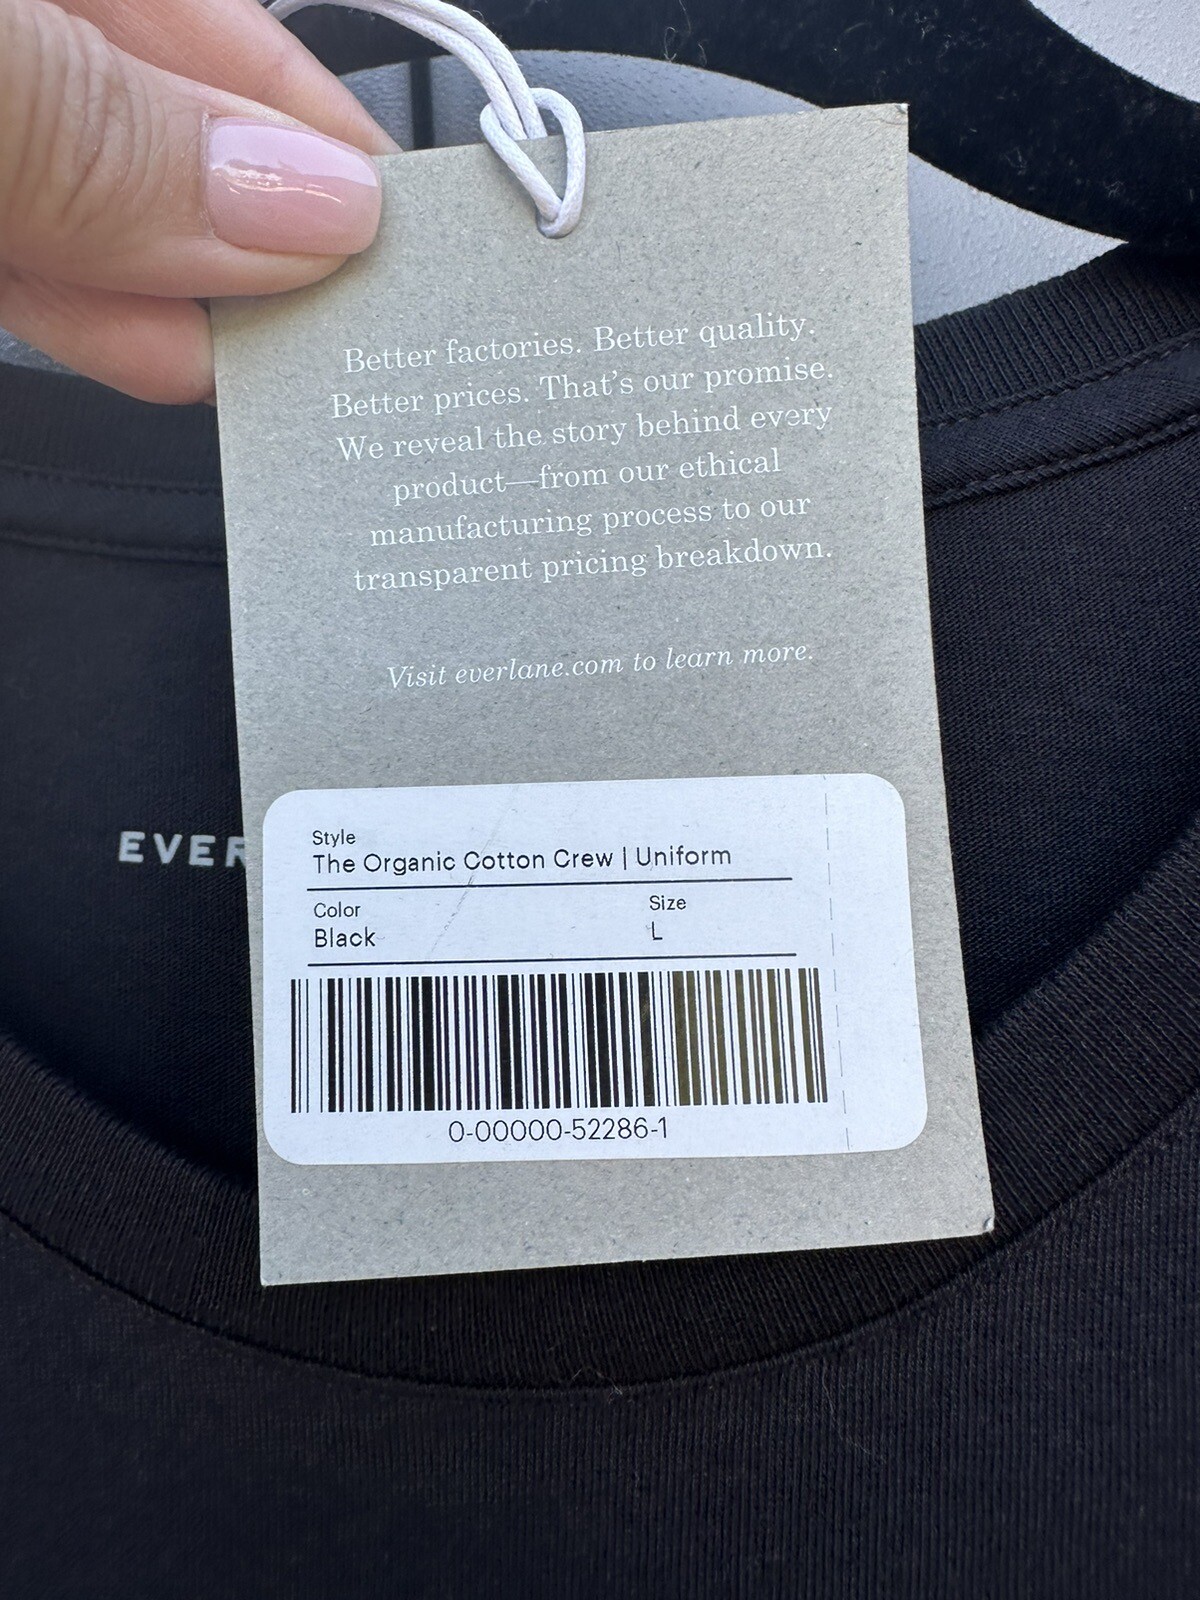 Better factories. Better quality.
Better prices. That's our promise.
We reveal the story behind every
product—from our ethical
manufacturing process to our
transparent pricing breakdown.
Visit everlane.com to learn more.
EVER
Style
The Organic Cotton Crew | Uniform
Color
Size
Black
L
0-00000-52286-1